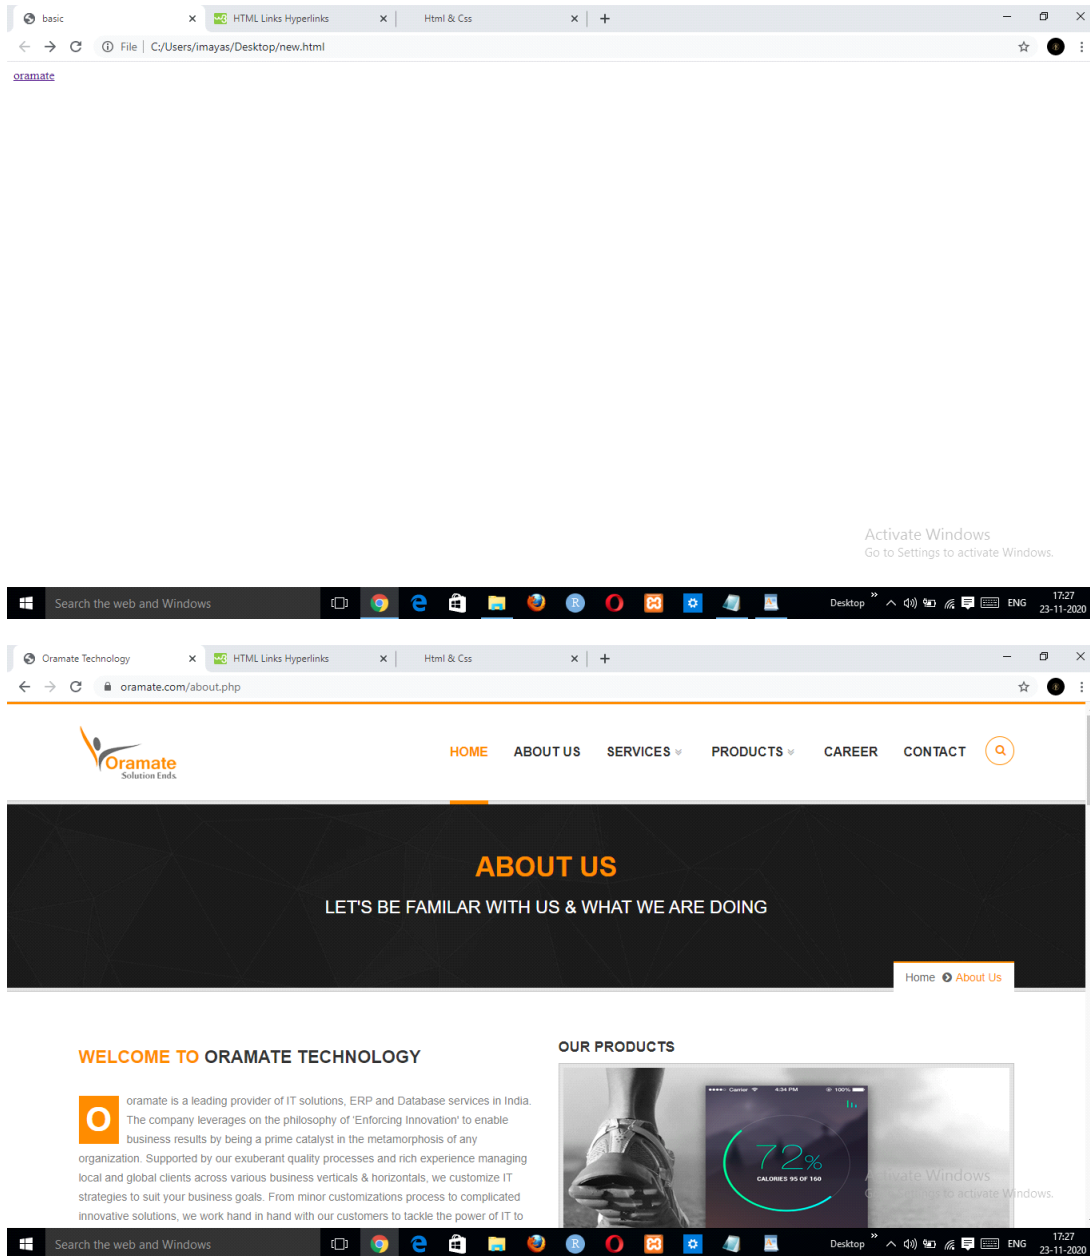 basic
HTML Links Hyperlinks
Html & Css
File
C:/Users/imayas/Desktop/new.html
oramate
Activate Windows
Go to Settings to activate Windows.
Search the web and Windows
Desktop
ENG
17:27
23-11-2020
Oramate Technology
HTML Links Hyperlinks
Html & Css
oramate.com/about.php
Oramate
Solution Ends.
HOME ABOUT US SERVICES PRODUCTS CAREER CONTACT
ABOUT US
LET'S BE FAMILAR WITH US & WHAT WE ARE DOING
Home About Us
WELCOME TO ORAMATE TECHNOLOGY
O oramate is a leading provider of IT solutions, ERP and Database services in India.
The company leverages on the philosophy of 'Enforcing Innovation' to enable
business results by being a prime catalyst in the metamorphosis of any
organization. Supported by our exuberant quality processes and rich experience managing
local and global clients across various business verticals & horizontals, we customize IT
strategies to suit your business goals. From minor customizations process to complicated
innovative solutions, we work hand in hand with our customers to tackle the power of IT to
OUR PRODUCTS
Carrier 4:34 PM 100%
72%
CALORIES 95 OF 160
Activate Windows
Go to Settings to activate Windows.
Search the web and Windows
Desktop
ENG
17:27
23-11-2020